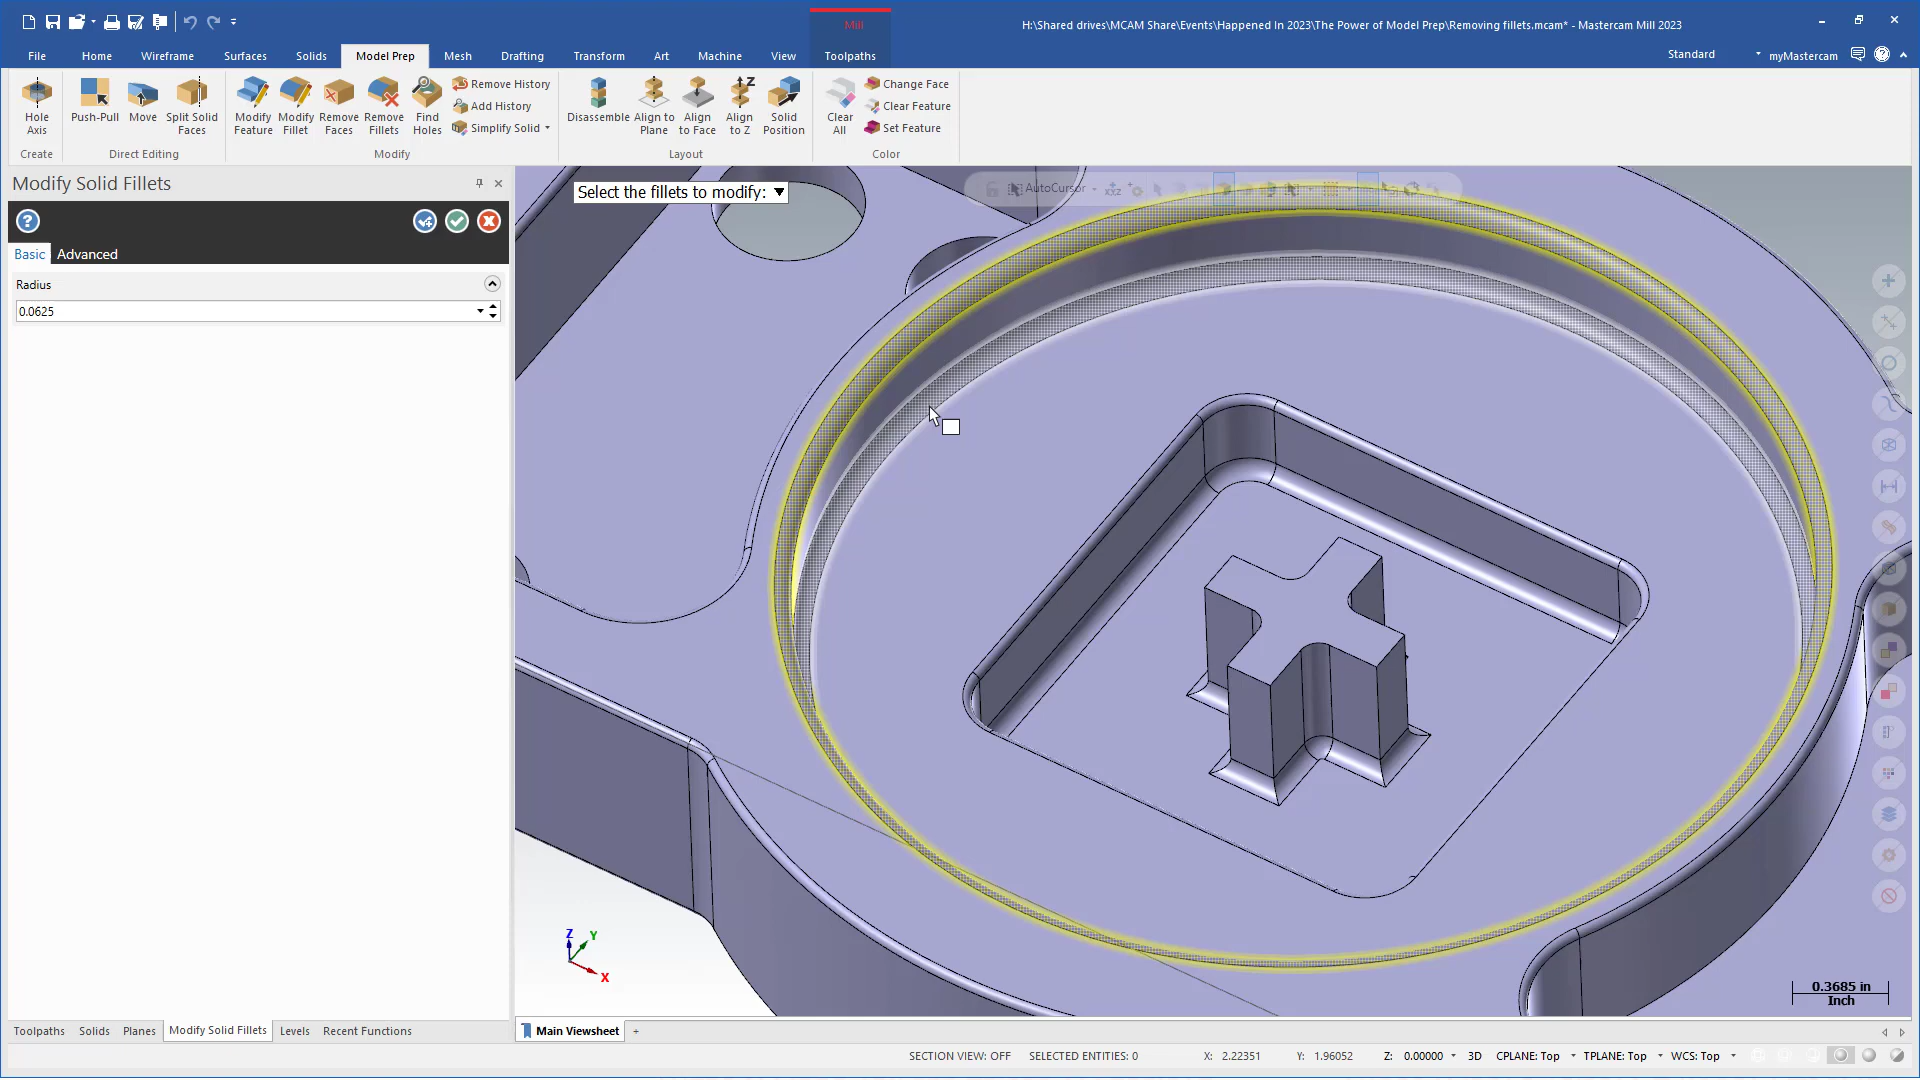 Mill
H:\Shared drives\MCAM Share\Events\Happened In 2023\The Power of Model Prep\Removing fillets.mcam* - Mastercam Mill 2023
File Home Wireframe Surfaces Solids Model Prep Mesh Drafting Transform Art Machine View Toolpaths
Standard myMastercam
Hole Axis
Push-Pull
Move
Split Solid Faces
Modify Feature
Modify Fillet
Remove Faces
Remove Fillets
Find Holes
Remove History
Add History
Simplify Solid
Disassemble
Align to Plane
Align to Face
Align to Z
Solid Position
Clear All
Change Face
Clear Feature
Set Feature
Create
Direct Editing
Modify
Layout
Color
Modify Solid Fillets
Basic Advanced
Radius
0.0625
Select the fillets to modify:
AutoCursor
Z
Y
X
0.3685 in
Inch
Toolpaths Solids Planes Modify Solid Fillets Levels Recent Functions
Main Viewsheet +
SECTION VIEW: OFF SELECTED ENTITIES: 0 X: 2.22351 Y: 1.96052 Z: 0.00000 3D CPLANE: Top TPLANE: Top WCS: Top